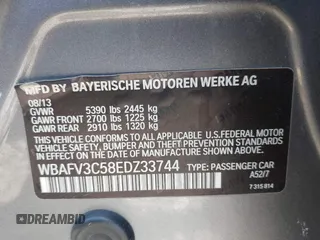 MFD BY BAYERISCHE MOTOREN WERKE AG
08/13
GVWR 5390 lbs 2445 kg
GAWR FRONT 2700 lbs 1225 kg
GAWR REAR 2910 lbs 1320 kg
THIS VEHICLE CONFORMS TO ALL APPLICABLE FEDERAL
MOTOR VEHICLE SAFETY, BUMPER, AND THEFT PREVENTION
STANDARDS IN EFFECT ON THE DATE OF MANUFACTURE
SHOWN ABOVE.
WBAFV3C58EDZ33744 TYPE: PASSENGER CAR
A52/7
7 315 814
DREAMBID